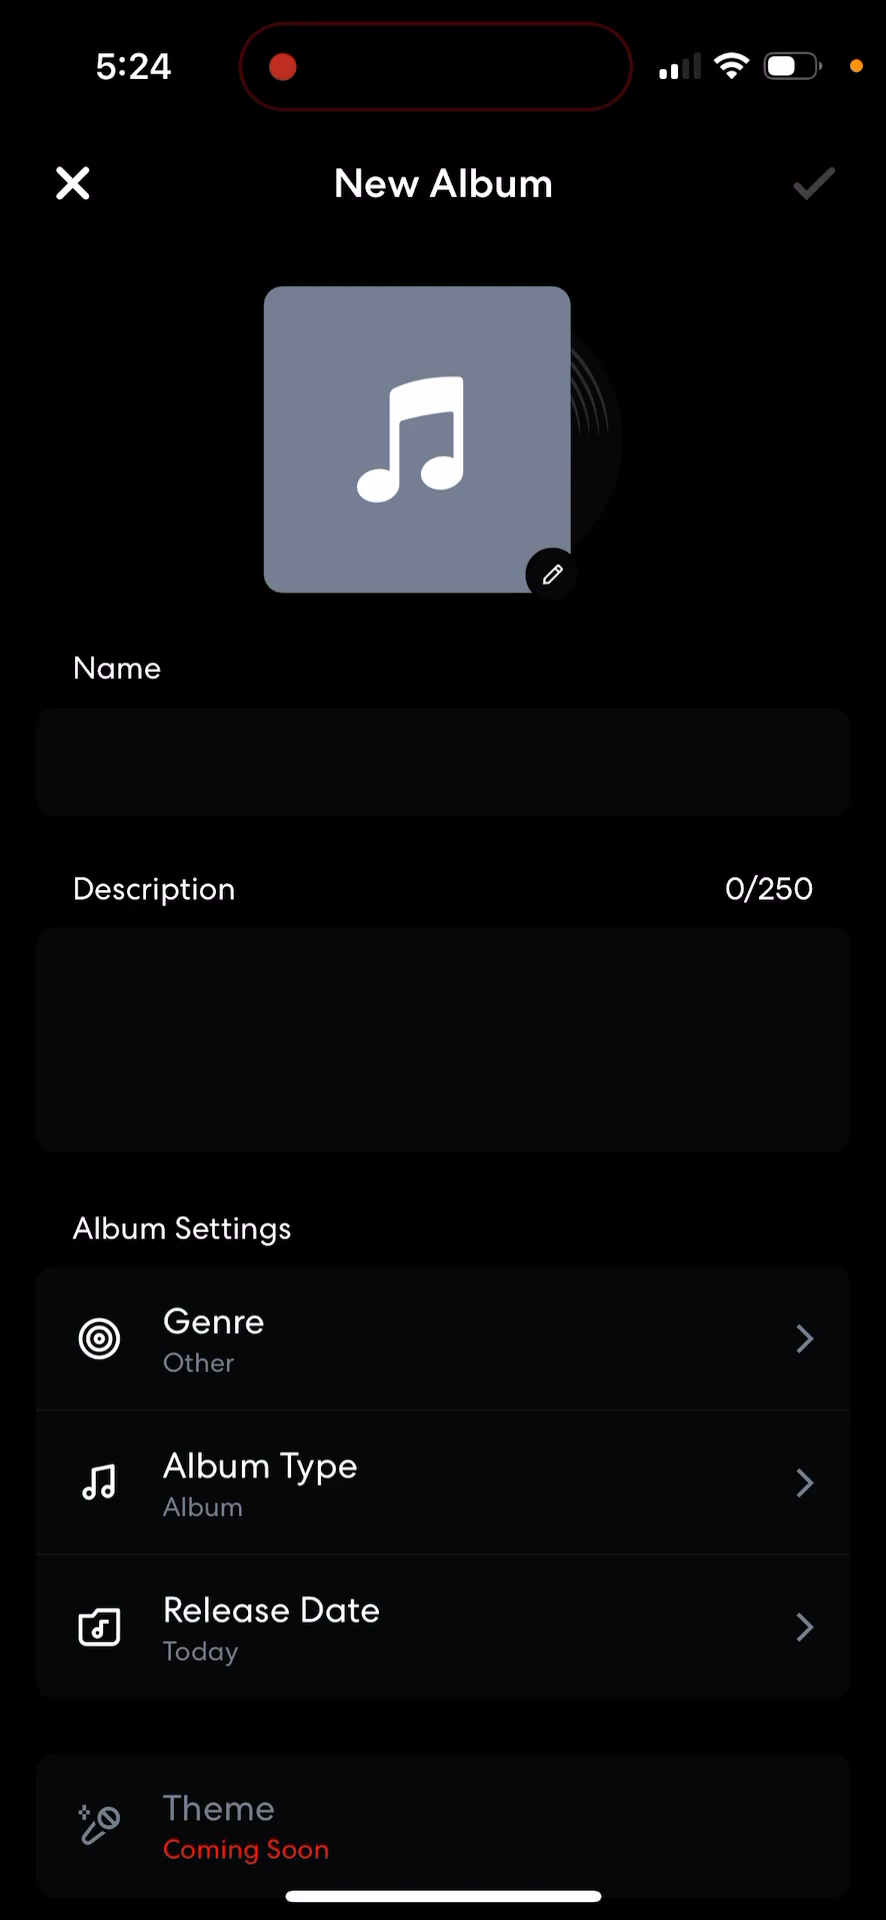 5:24
New Album
Name
Description 0/250
Album Settings
Genre
Other
Album Type
Album
Release Date
Today
Theme
Coming Soon